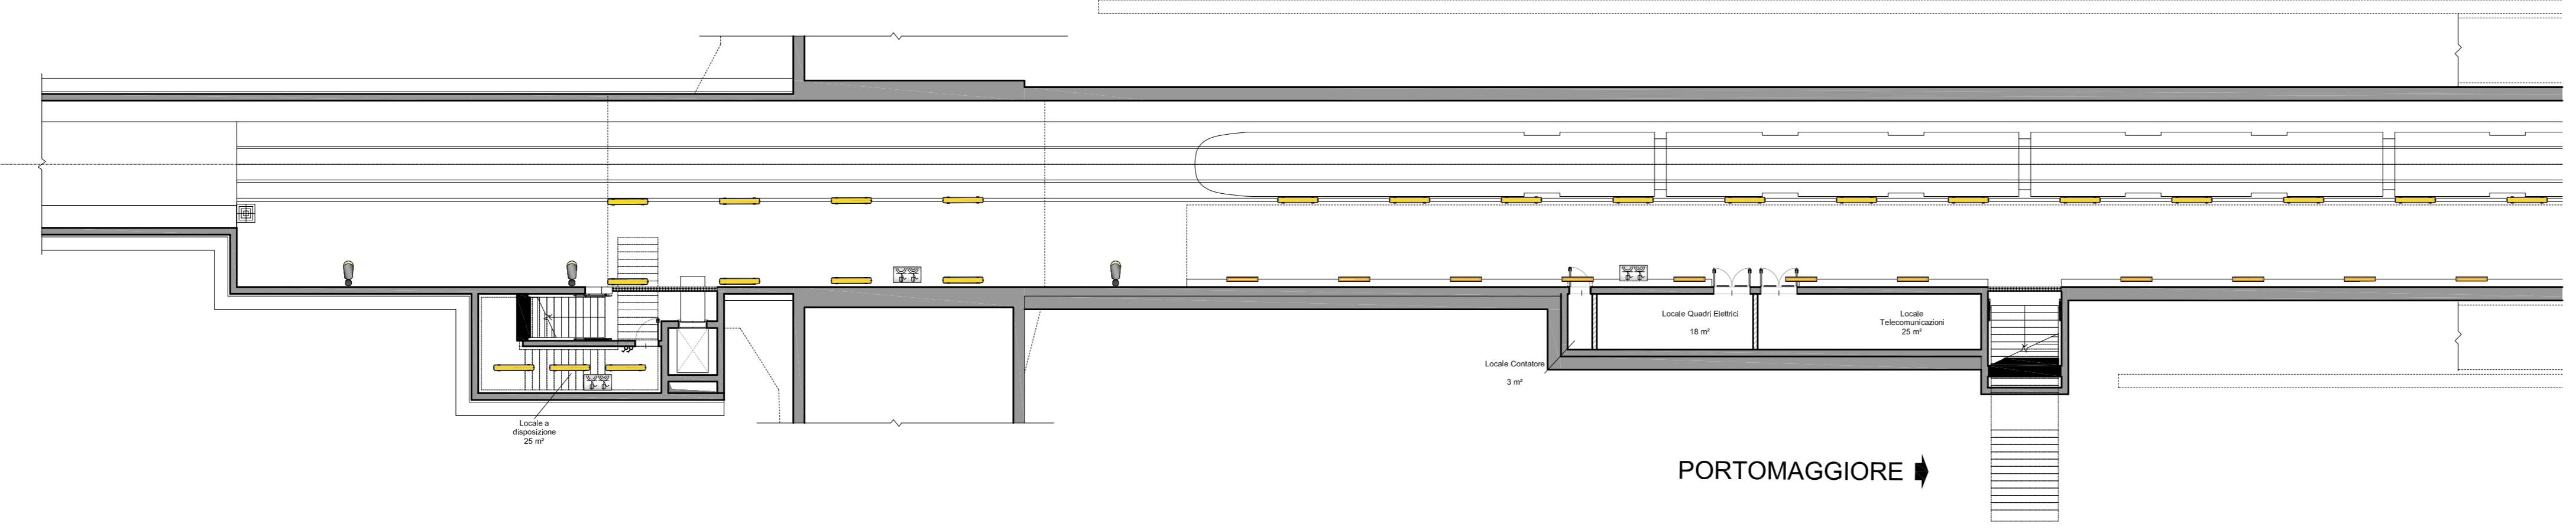 Locale Quadri Elettrici
18 m²
Locale
Telecomunicazioni
25 m²
Locale Contatore
3 m²
Locale a
disposizione
25 m²
PORTOMAGGIORE